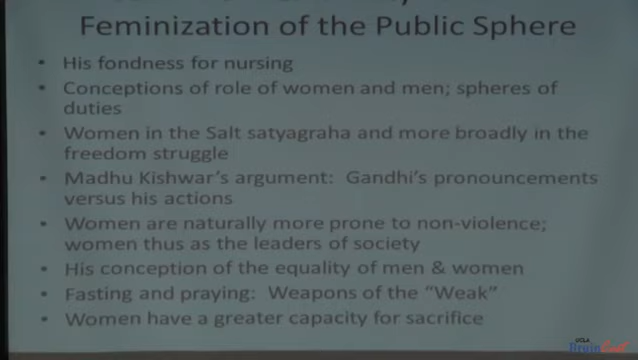 Feminization of the Public Sphere
• His fondness for nursing
• Conceptions of role of women and men; spheres of
duties
• Women in the Salt satyagraha and more broadly in the
freedom struggle
• Madhu Kishwar's argument: Gandhi's pronouncements
versus his actions
• Women are naturally more prone to non-violence;
women thus as the leaders of society
• His conception of the equality of men & women
• Fasting and praying: Weapons of the "Weak"
• Women have a greater capacity for sacrifice
UCLA
BruinCast